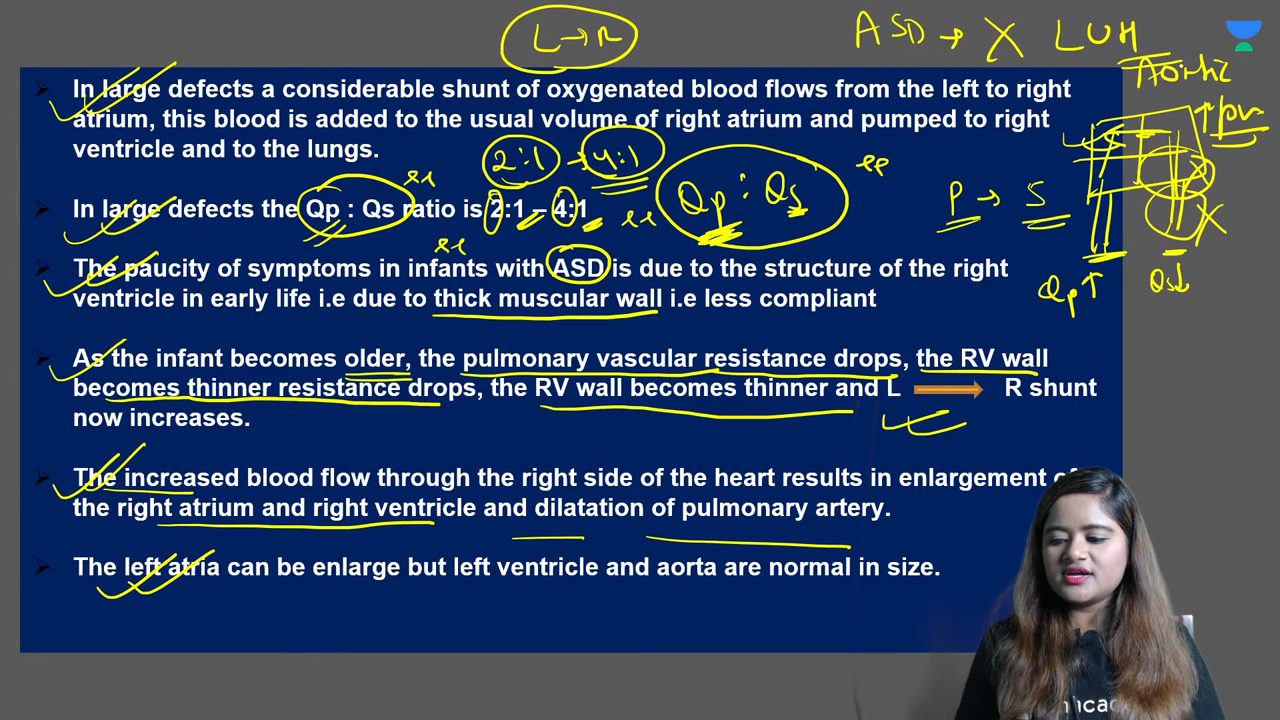 L → R
ASD → X LVH
Aortic
In large defects a considerable shunt of oxygenated blood flows from the left to right
atrium, this blood is added to the usual volume of right atrium and pumped to right
ventricle and to the lungs.
2:1 → 4:1
Qp : Qs
P → S
In large defects the Qp : Qs ratio is 2:1 – 4:1
The paucity of symptoms in infants with ASD is due to the structure of the right
ventricle in early life i.e due to thick muscular wall i.e less compliant
Qp↑
Qs↓
As the infant becomes older, the pulmonary vascular resistance drops, the RV wall
becomes thinner resistance drops, the RV wall becomes thinner and L R shunt
now increases.
The increased blood flow through the right side of the heart results in enlargement
the right atrium and right ventricle and dilatation of pulmonary artery.
The left atria can be enlarge but left ventricle and aorta are normal in size.